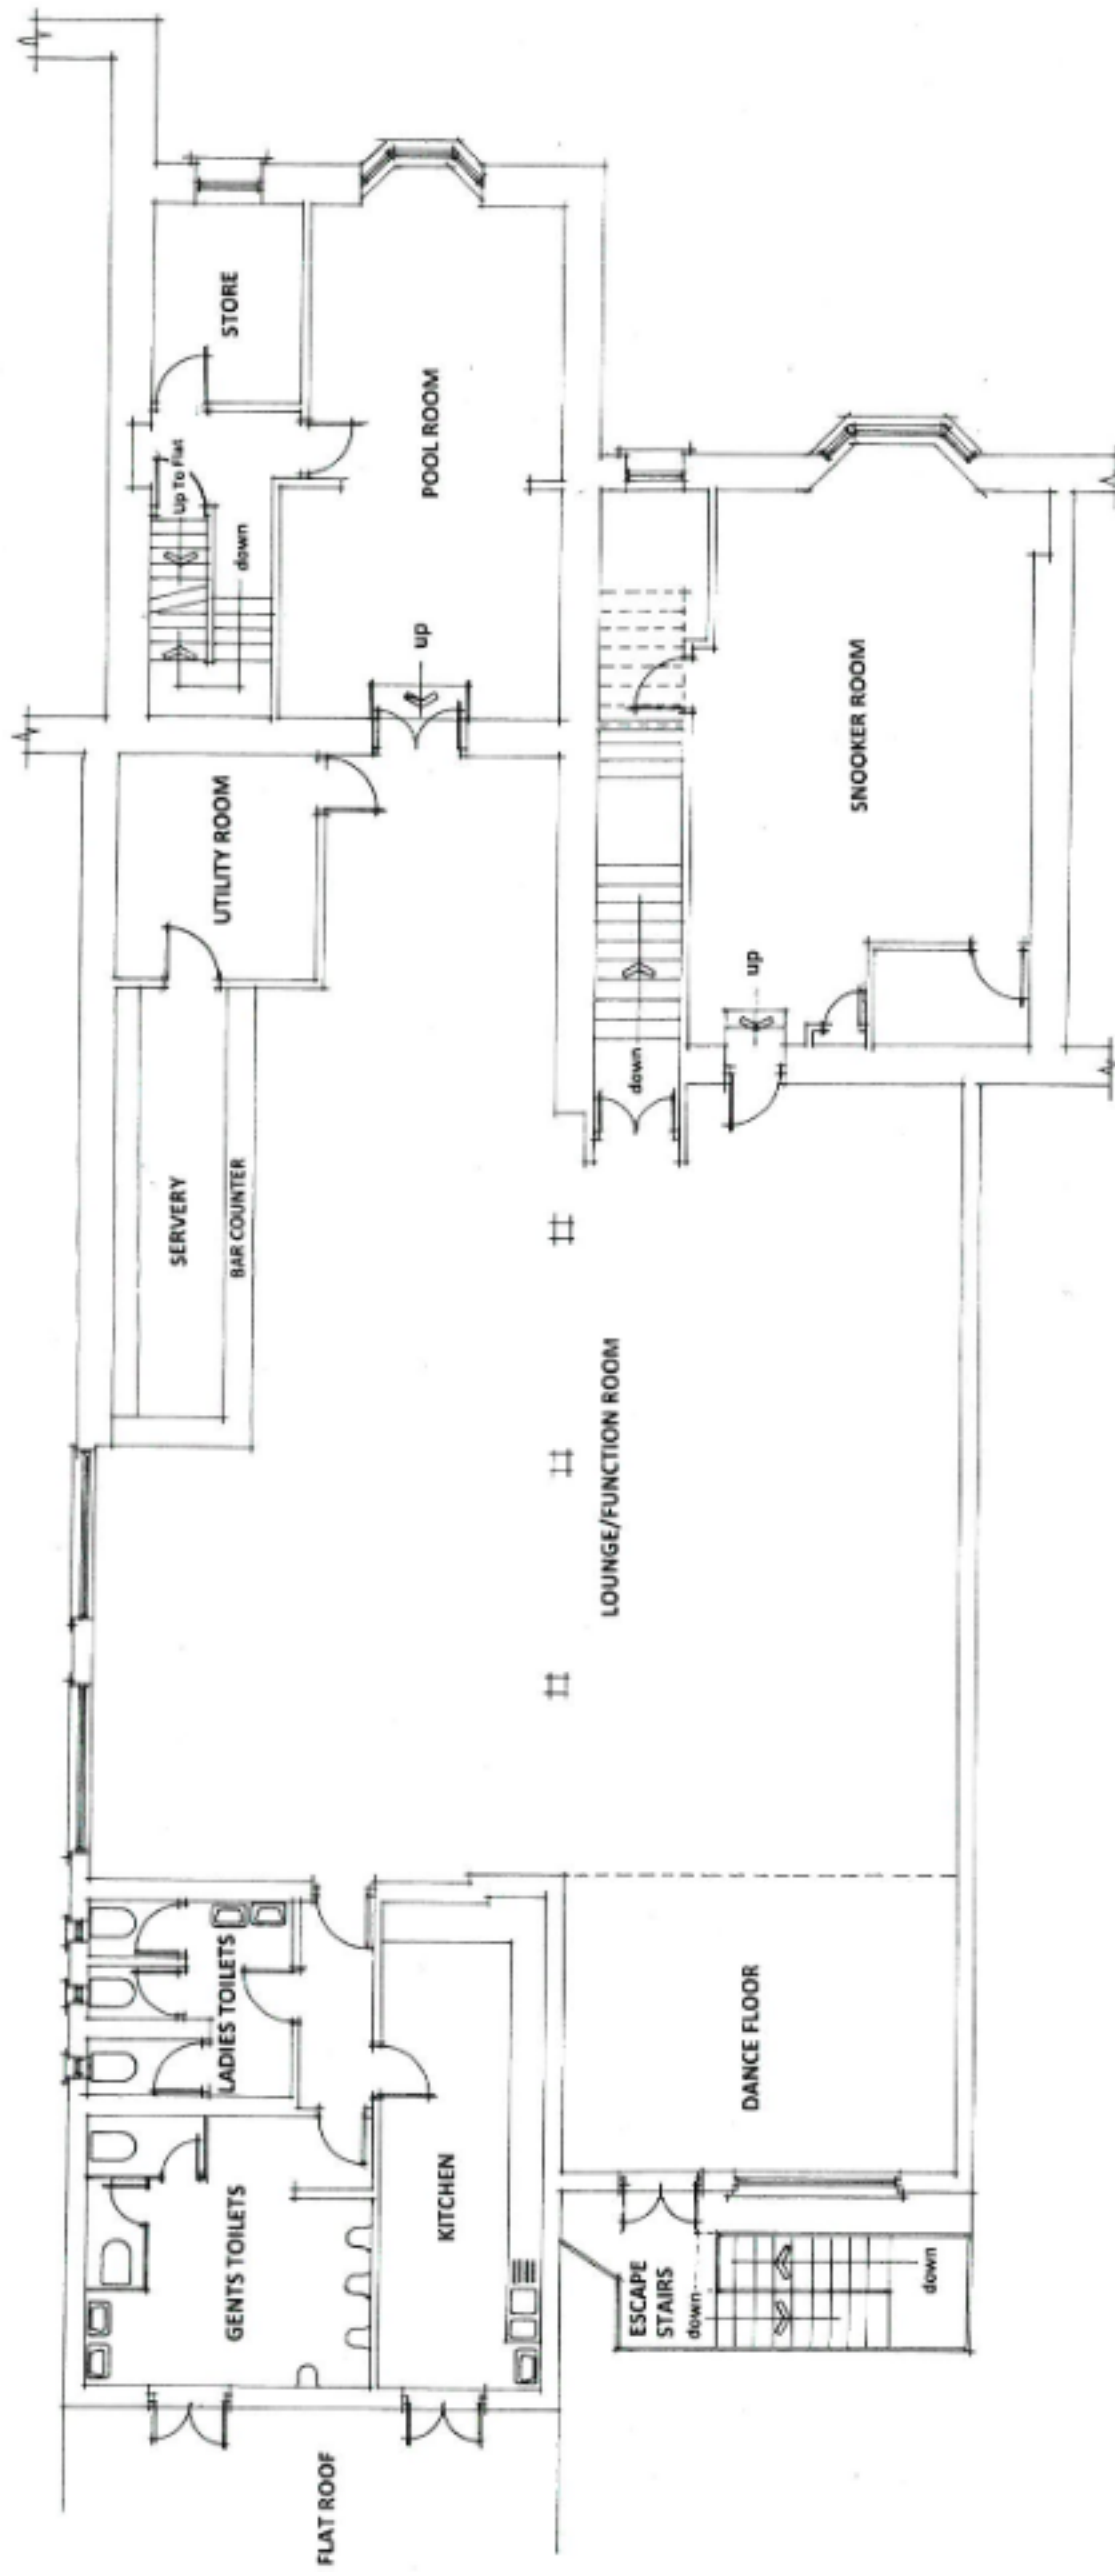 SERVERY
Up To Flat
GENTS TOILETS
LADIES TOILETS
BAR COUNTER
UTILITY ROOM
down
STORE
FLAT ROOF
KITCHEN
up
POOL ROOM
LOUNGE/FUNCTION ROOM
ESCAPE
STAIRS
down
down
DANCE FLOOR
up
SNOOKER ROOM
down